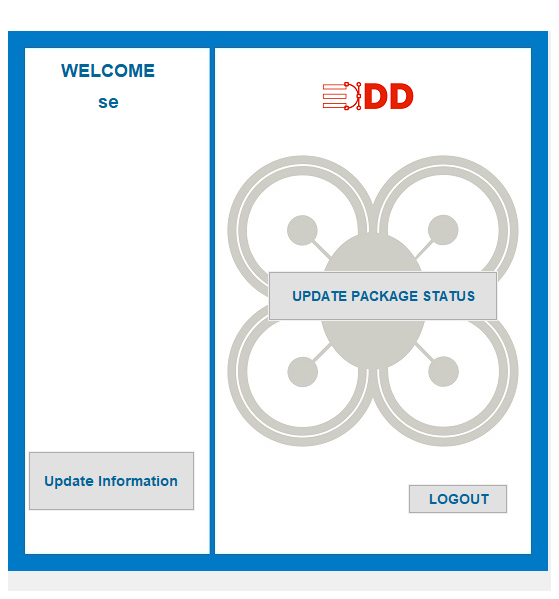 WELCOME
se
DD
UPDATE PACKAGE STATUS
Update Information
LOGOUT